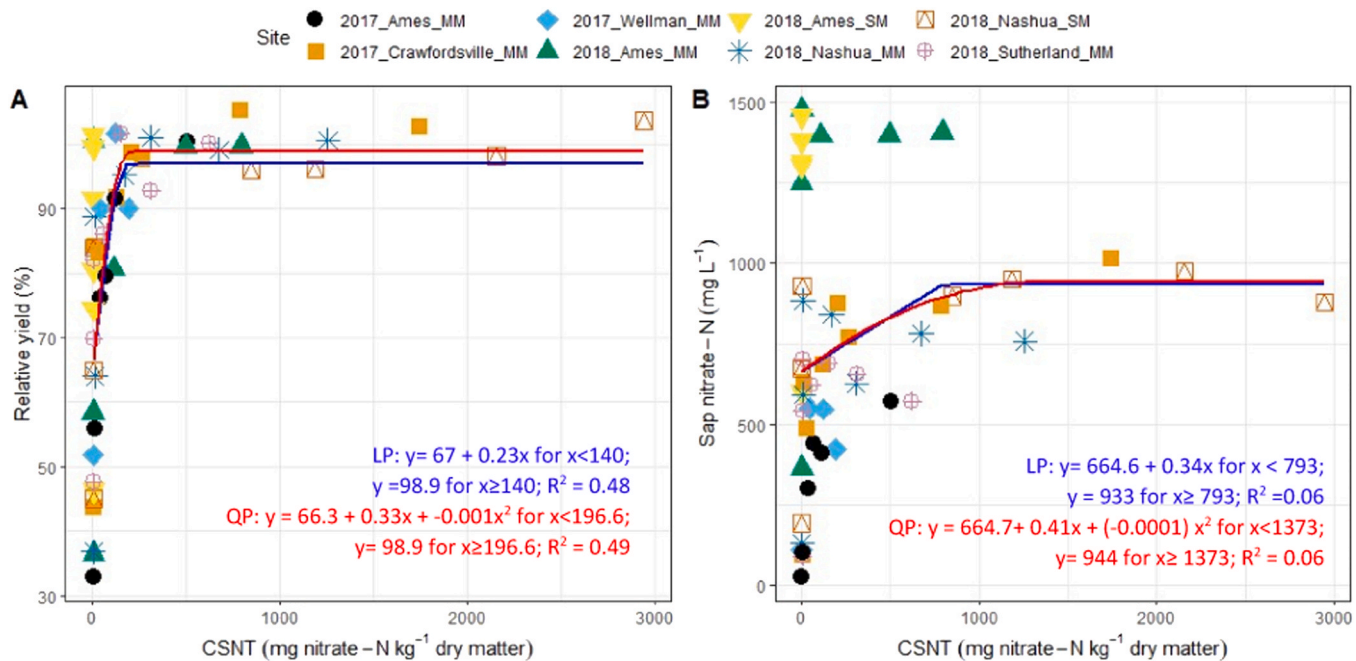 Site
2017_Ames_MM 2017_Wellman_MM 2018_Ames_SM 2018_Nashua_SM
2017_Crawfordsville_MM 2018_Ames_MM 2018_Nashua_MM 2018_Sutherland_MM
A
Relative yield (%)
90
70
50
30
LP: y= 67 + 0.23x for x<140;
y =98.9 for x≥140; R² = 0.48
QP: y = 66.3 + 0.33x + -0.001x² for x<196.6;
y= 98.9 for x≥196.6; R² = 0.49
0 1000 2000 3000
CSNT (mg nitrate−N kg⁻¹ dry matter)
B
Sap nitrate−N (mg L⁻¹)
1500
1000
500
0
LP: y= 664.6 + 0.34x for x < 793;
y = 933 for x≥ 793; R² =0.06
QP: y = 664.7+ 0.41x + (-0.0001) x² for x<1373;
y= 944 for x≥ 1373; R² = 0.06
0 1000 2000 3000
CSNT (mg nitrate−N kg⁻¹ dry matter)